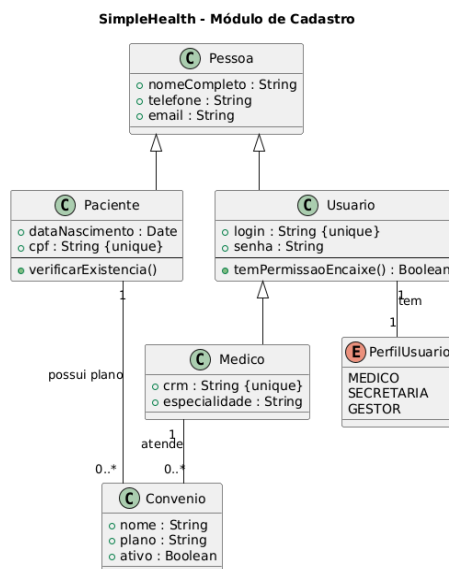 SimpleHealth - Módulo de Cadastro
C Pessoa
nomeCompleto : String
telefone : String
email : String
C Paciente
dataNascimento : Date
cpf : String {unique}
verificarExistencia()
C Usuario
login : String {unique}
senha : String
temPermissaoEncaixe() : Boolean
1
1
tem
1
possui plano
C Medico
crm : String {unique}
especialidade : String
E PerfilUsuario
MEDICO
SECRETARIA
GESTOR
1
atende
0..*
0..*
C Convenio
nome : String
plano : String
ativo : Boolean